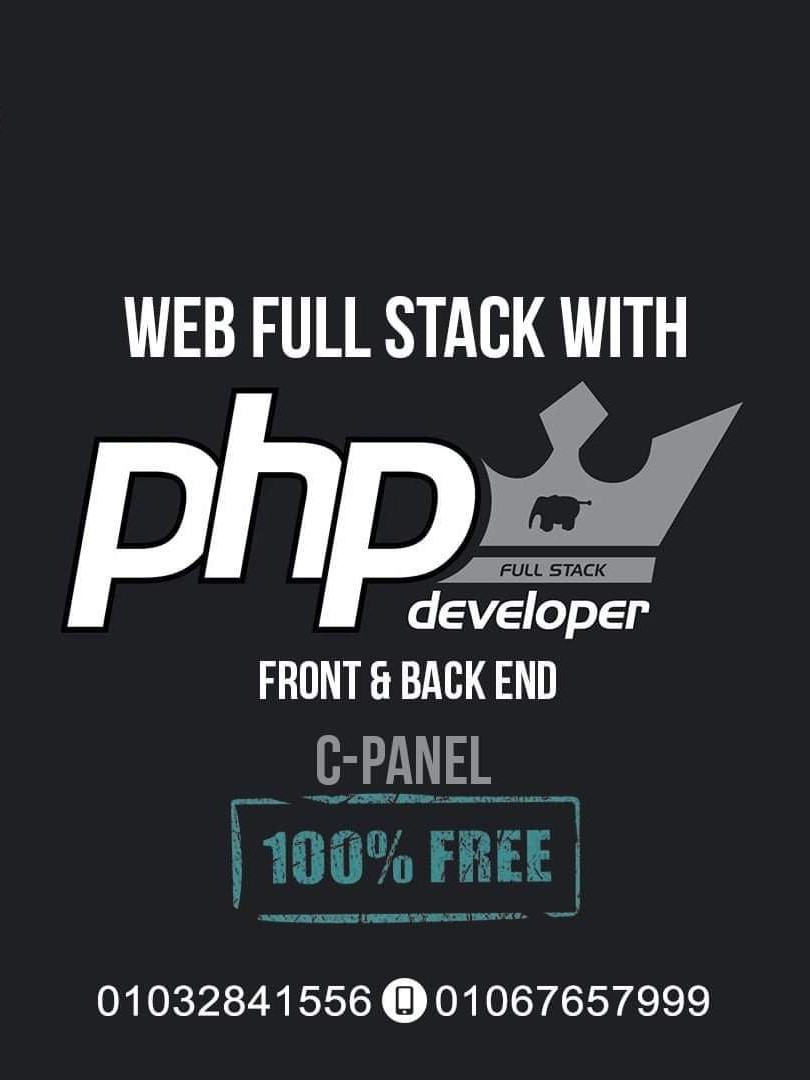 WEB FULL STACK WITH
php
FULL STACK
developer
FRONT & BACK END
C-PANEL
100% FREE
01032841556 01067657999